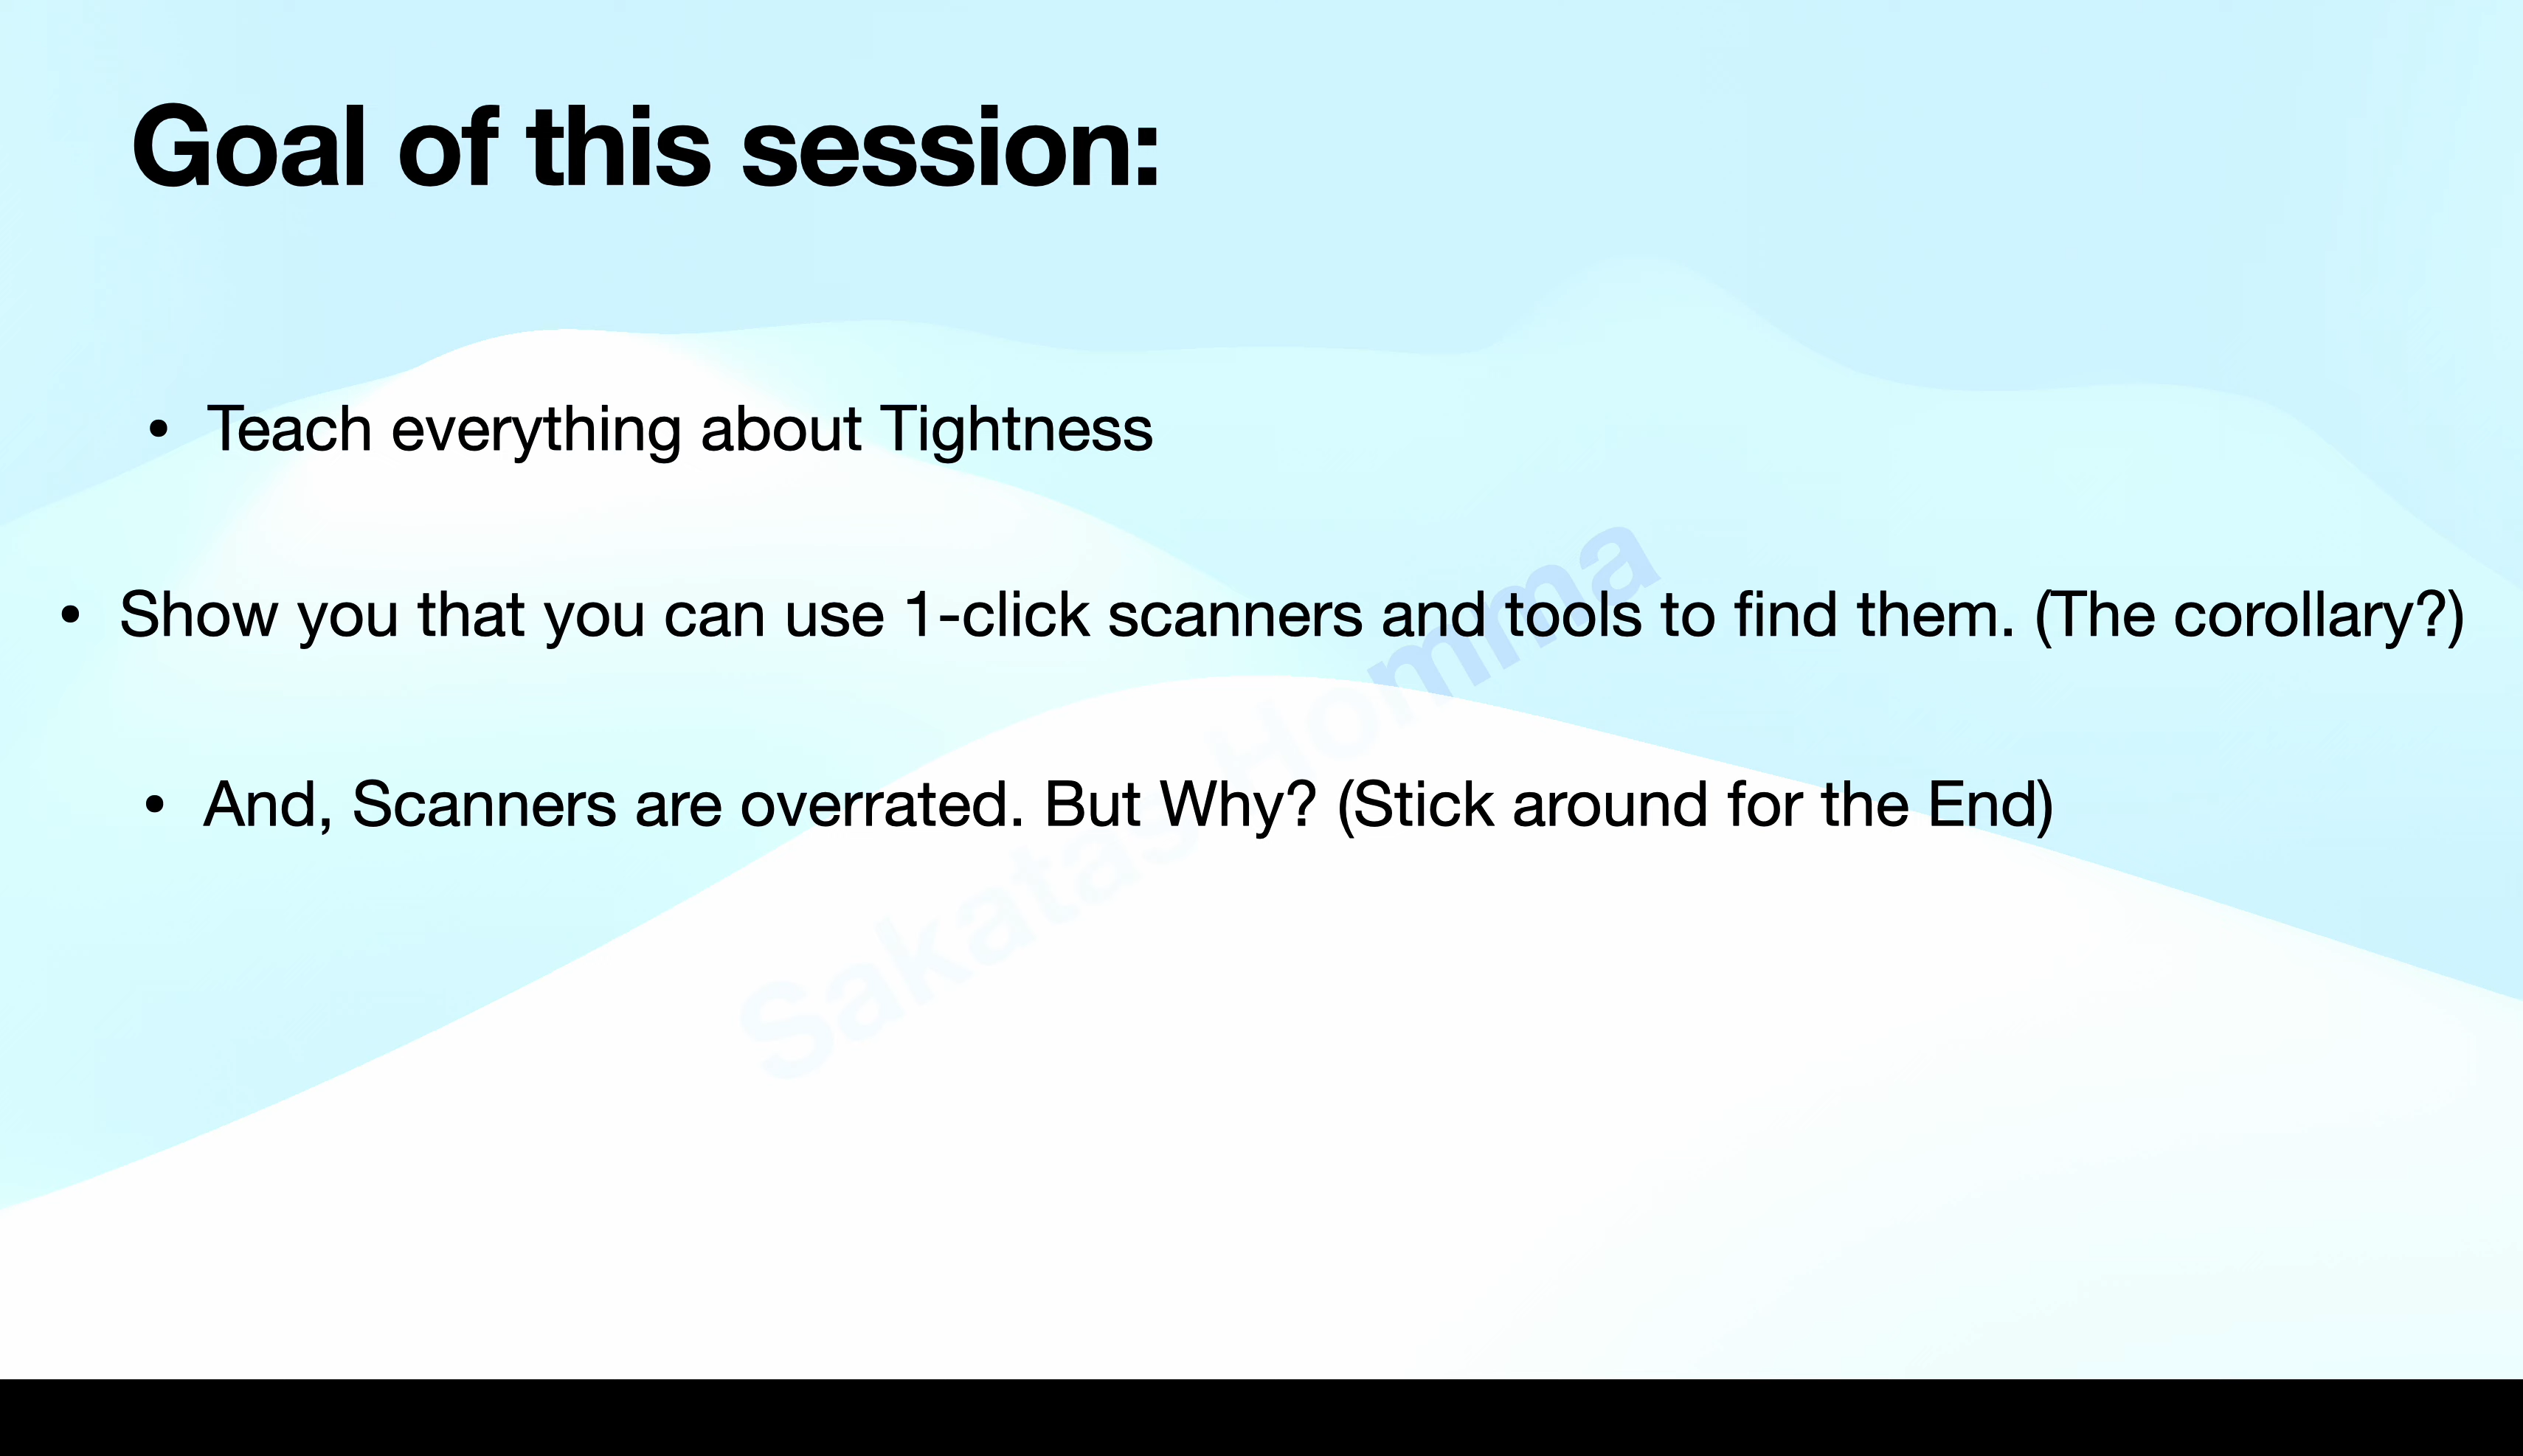 Goal of this session:
• Teach everything about Tightness
• Show you that you can use 1-click scanners and tools to find them. (The corollary?)
• And, Scanners are overrated. But Why? (Stick around for the End)
Sakatas Homma